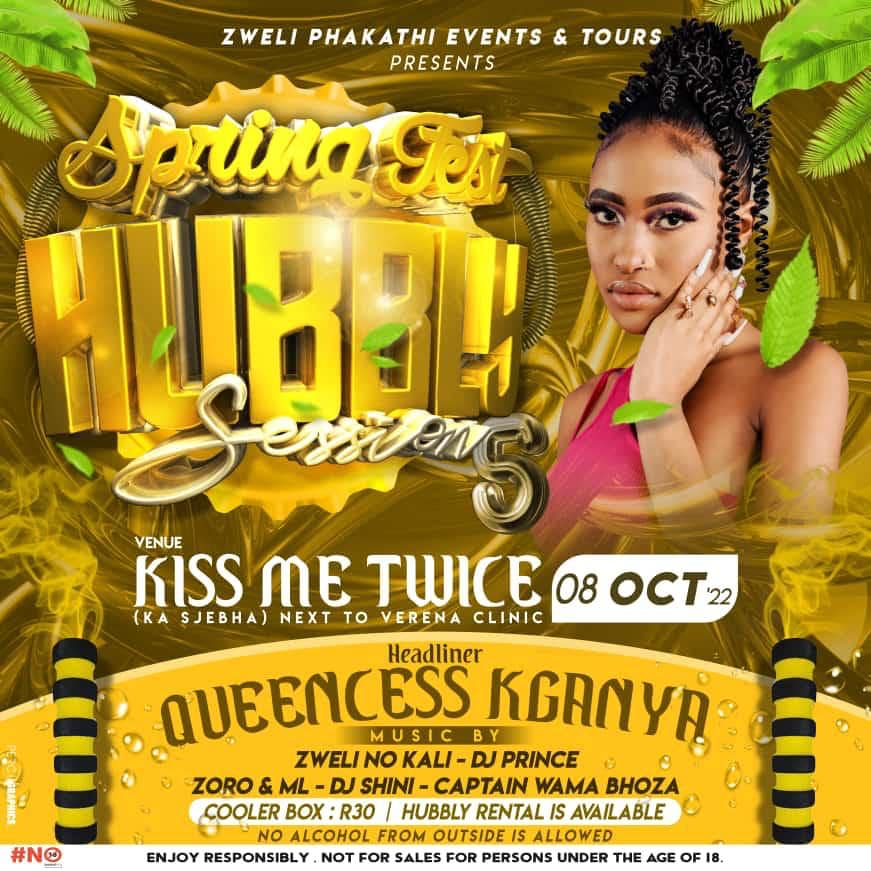 ZWELI PHAKATHI EVENTS & TOURS
PRESENTS
Spring Fest
HUBBLY
Session 5
VENUE
KISS ME TWICE
(KA SJEBHA) NEXT TO VERENA CLINIC
08 OCT '22
Headliner
QUEENCESS KGANYA
MUSIC BY
ZWELI NO KALI - DJ PRINCE
ZORO & ML - DJ SHINI - CAPTAIN WAMA BHOZA
COOLER BOX : R30 | HUBBLY RENTAL IS AVAILABLE
NO ALCOHOL FROM OUTSIDE IS ALLOWED
#NO
ENJOY RESPONSIBLY . NOT FOR SALES FOR PERSONS UNDER THE AGE OF 18.